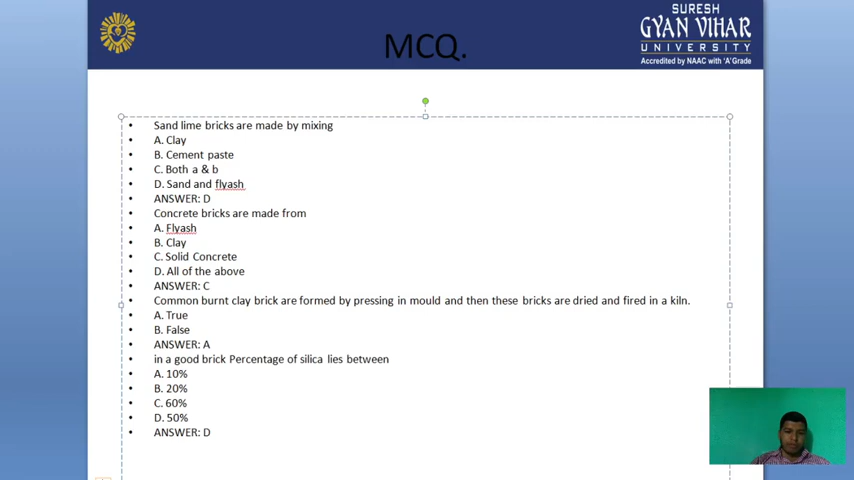 SURESH
GYAN VIHAR
UNIVERSITY
Accredited by NAAC with 'A' Grade
MCQ.
• Sand lime bricks are made by mixing
• A. Clay
• B. Cement paste
• C. Both a & b
• D. Sand and flyash
• ANSWER: D
• Concrete bricks are made from
• A. Flyash
• B. Clay
• C. Solid Concrete
• D. All of the above
• ANSWER: C
• Common burnt clay brick are formed by pressing in mould and then these bricks are dried and fired in a kiln.
• A. True
• B. False
• ANSWER: A
• in a good brick Percentage of silica lies between
• A. 10%
• B. 20%
• C. 60%
• D. 50%
• ANSWER: D